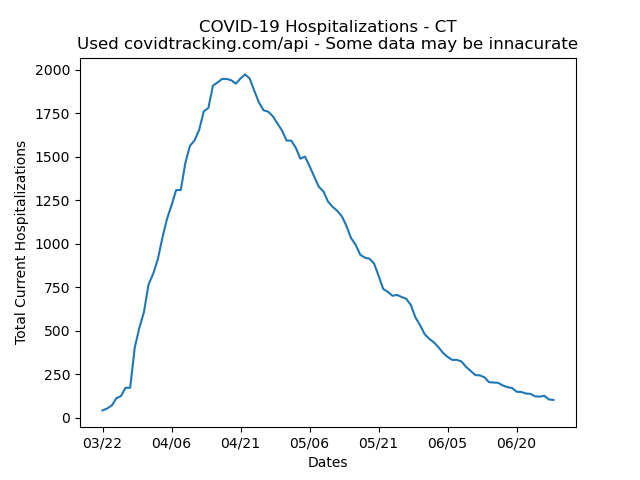 COVID-19 Hospitalizations - CT
Used covidtracking.com/api - Some data may be innacurate
Total Current Hospitalizations
2000
1750
1500
1250
1000
750
500
250
0
03/22 04/06 04/21 05/06 05/21 06/05 06/20
Dates